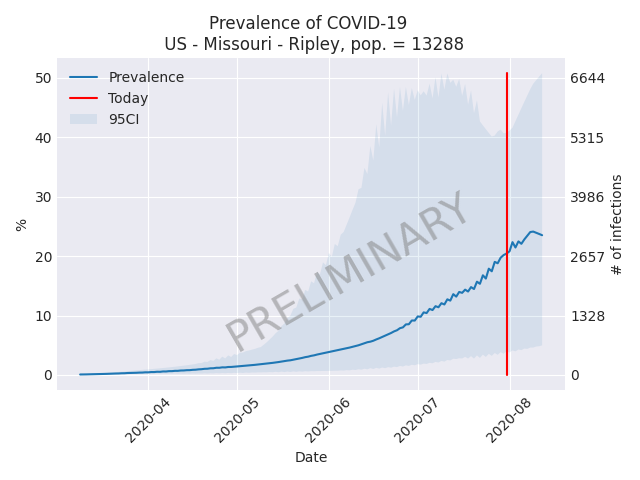 Prevalence of COVID-19
US - Missouri - Ripley, pop. = 13288
Prevalence
Today
95CI
PRELIMINARY
%
50
40
30
20
10
0
6644
5315
3986
2657
1328
0
# of infections
2020-04
2020-05
2020-06
2020-07
2020-08
Date